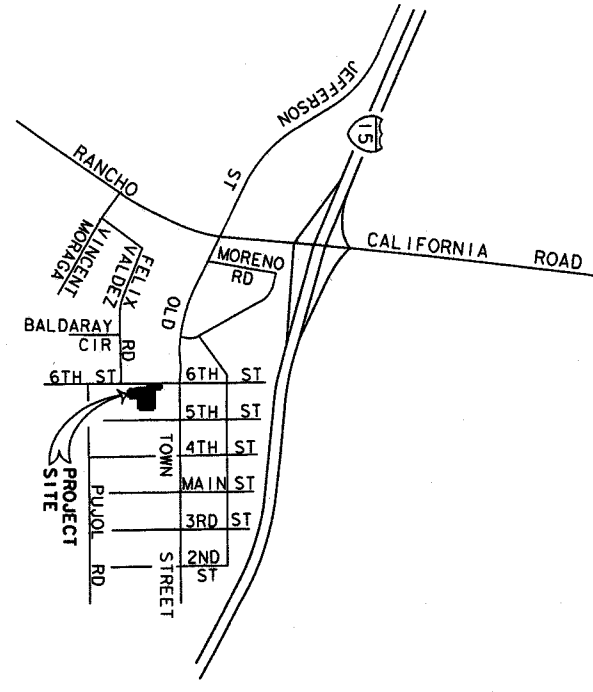 JEFFERSON
ST
15
RANCHO
CALIFORNIA ROAD
MORENO
RD
VINCENT
MORAGA
FELIX
VALDEZ
RD
OLD
TOWN
STREET
BALDARAY
CIR
6TH ST
6TH ST
5TH ST
4TH ST
MAIN ST
3RD ST
2ND
ST
PUJOL
RD
PROJECT
SITE